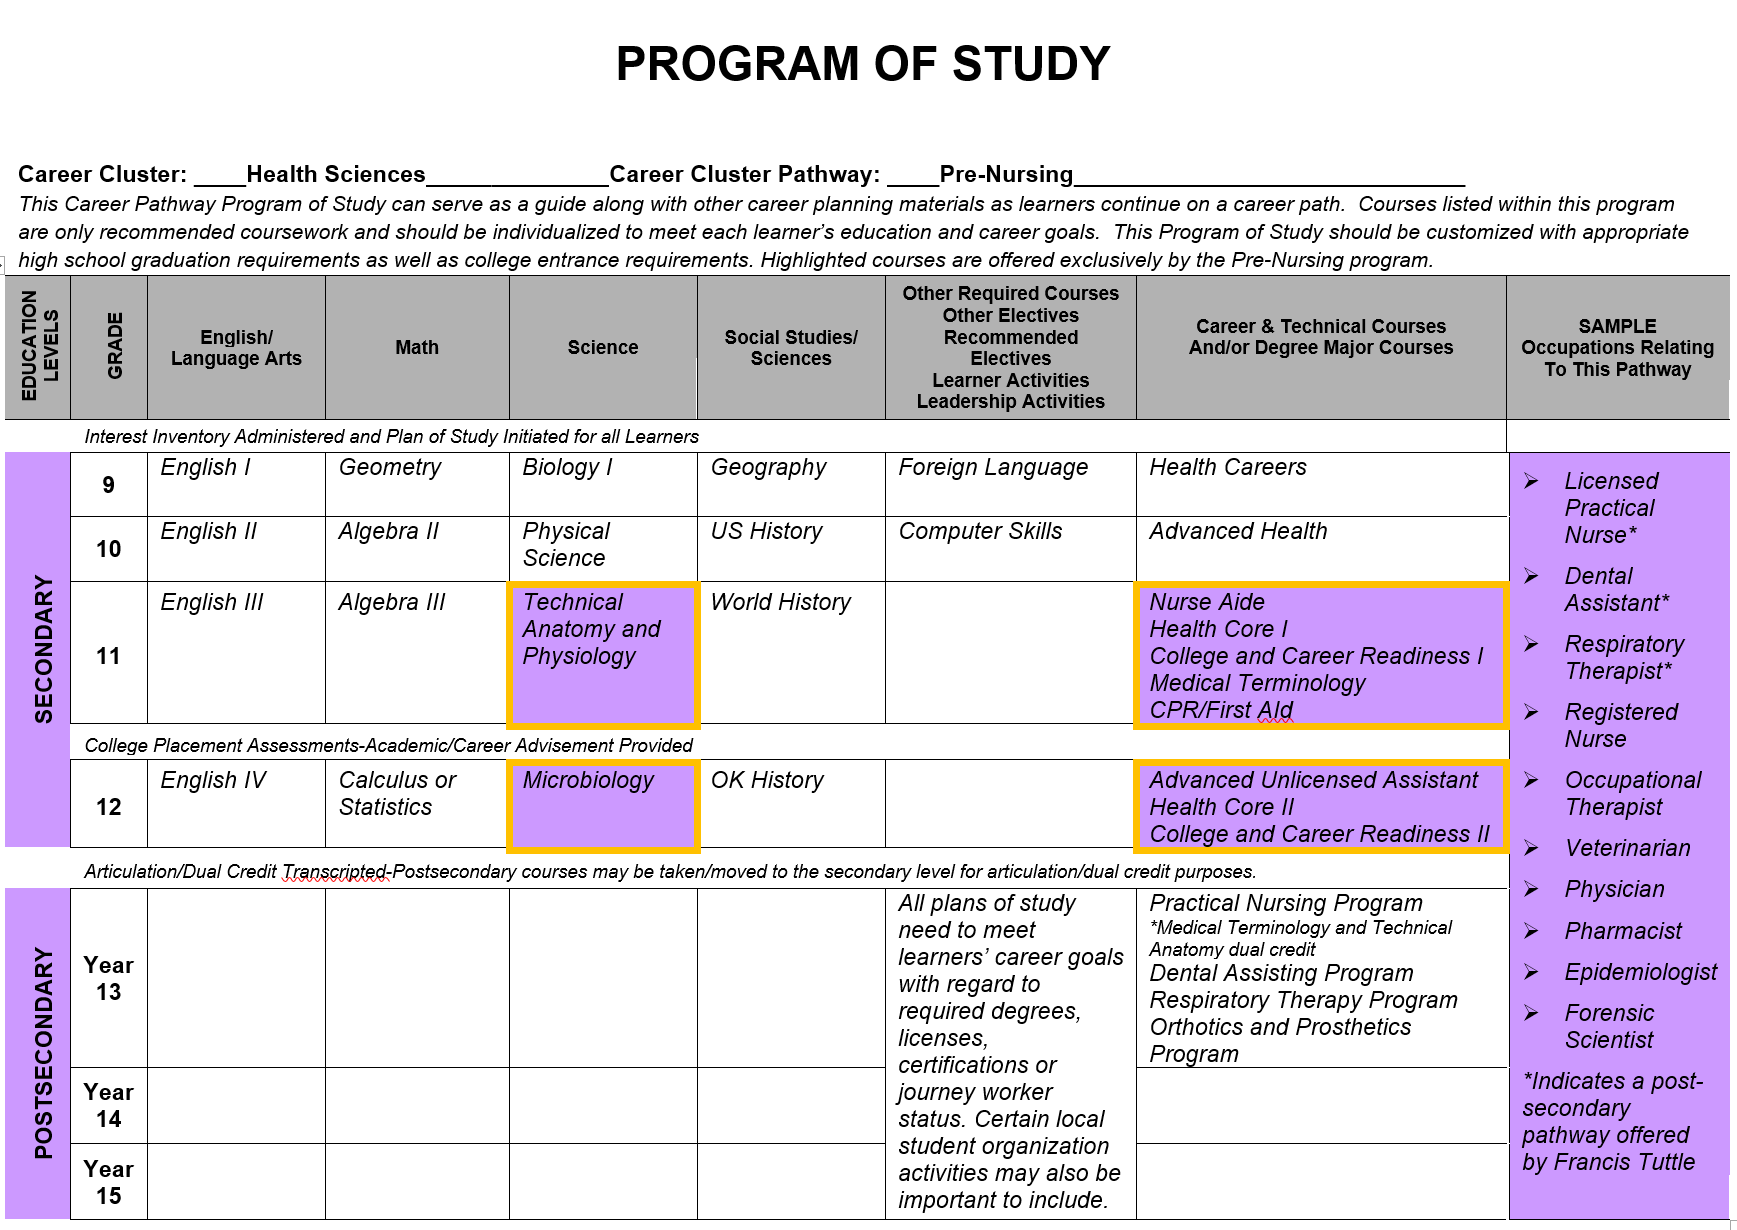 PROGRAM OF STUDY
Career Cluster: ____Health Sciences______________Career Cluster Pathway: ____Pre-Nursing______________________________
This Career Pathway Program of Study can serve as a guide along with other career planning materials as learners continue on a career path.  Courses listed within this program
are only recommended coursework and should be individualized to meet each learner's education and career goals.  This Program of Study should be customized with appropriate
high school graduation requirements as well as college entrance requirements. Highlighted courses are offered exclusively by the Pre-Nursing program.
EDUCATION
LEVELS
GRADE
English/
Language Arts
Math
Science
Social Studies/
Sciences
Other Required Courses
Other Electives
Recommended
Electives
Learner Activities
Leadership Activities
Career & Technical Courses
And/or Degree Major Courses
SAMPLE
Occupations Relating
To This Pathway
Interest Inventory Administered and Plan of Study Initiated for all Learners
SECONDARY
9
English I
Geometry
Biology I
Geography
Foreign Language
Health Careers
10
English II
Algebra II
Physical
Science
US History
Computer Skills
Advanced Health
11
English III
Algebra III
Technical
Anatomy and
Physiology
World History
Nurse Aide
Health Core I
College and Career Readiness I
Medical Terminology
CPR/First AId
College Placement Assessments-Academic/Career Advisement Provided
12
English IV
Calculus or
Statistics
Microbiology
OK History
Advanced Unlicensed Assistant
Health Core II
College and Career Readiness II
Articulation/Dual Credit Transcripted-Postsecondary courses may be taken/moved to the secondary level for articulation/dual credit purposes.
POSTSECONDARY
Year
13
All plans of study
need to meet
learners' career goals
with regard to
required degrees,
licenses,
certifications or
journey worker
status. Certain local
student organization
activities may also be
important to include.
Practical Nursing Program
*Medical Terminology and Technical
Anatomy dual credit
Dental Assisting Program
Respiratory Therapy Program
Orthotics and Prosthetics
Program
Year
14
Year
15
➢ Licensed
Practical
Nurse*
➢ Dental
Assistant*
➢ Respiratory
Therapist*
➢ Registered
Nurse
➢ Occupational
Therapist
➢ Veterinarian
➢ Physician
➢ Pharmacist
➢ Epidemiologist
➢ Forensic
Scientist
*Indicates a post-
secondary
pathway offered
by Francis Tuttle